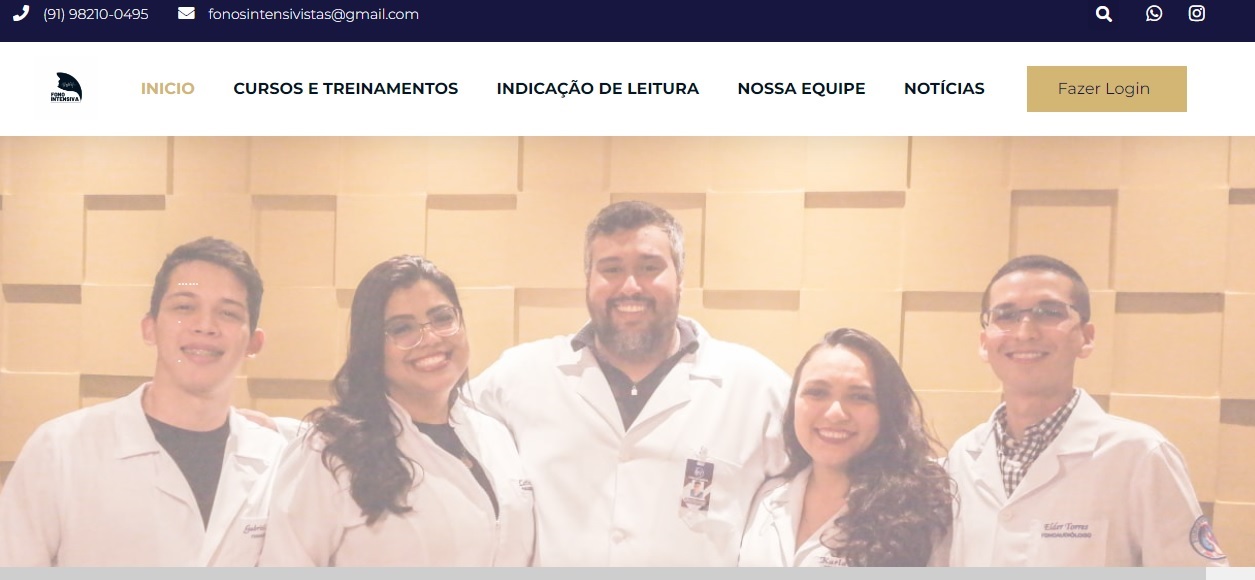 (91) 98210-0495 fonosintensivistas@gmail.com
FONO
INTENSIVA
INICIO CURSOS E TREINAMENTOS INDICAÇÃO DE LEITURA NOSSA EQUIPE NOTÍCIAS Fazer Login
Elder Torres
FONOAUDIÓLOGO
Karla